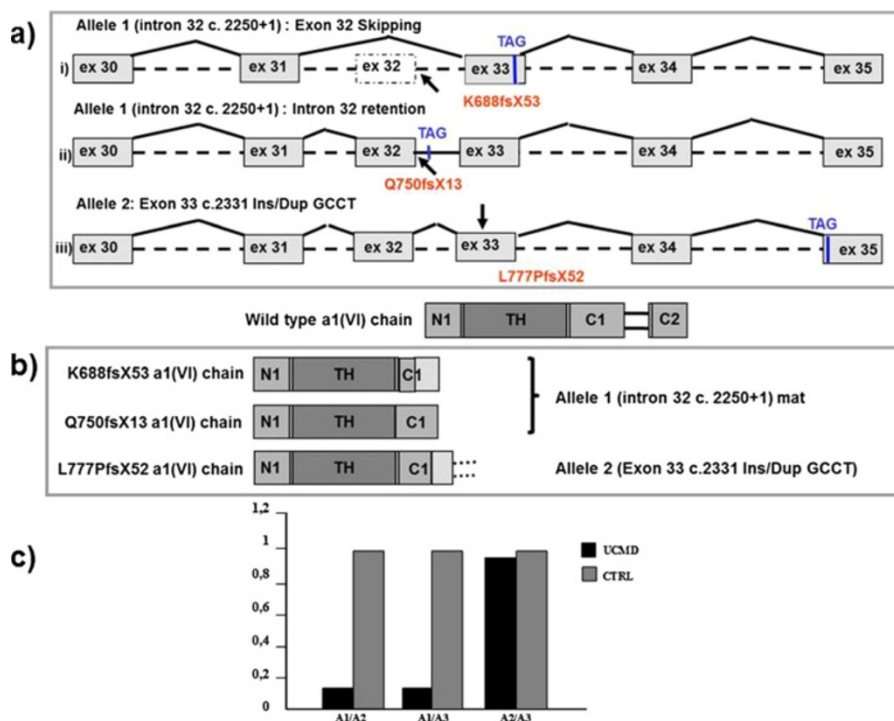 a)
Allele 1 (intron 32 c. 2250+1) : Exon 32 Skipping
TAG
i) ex 30 ex 31 ex 32 ex 33 ex 34 ex 35
K688fsX53
Allele 1 (intron 32 c. 2250+1) : Intron 32 retention
TAG
ii) ex 30 ex 31 ex 32 ex 33 ex 34 ex 35
Q750fsX13
Allele 2: Exon 33 c.2331 Ins/Dup GCCT
TAG
iii) ex 30 ex 31 ex 32 ex 33 ex 34 ex 35
L777PfsX52
Wild type a1(VI) chain N1 TH C1 C2
b)
K688fsX53 a1(VI) chain N1 TH C1
Q750fsX13 a1(VI) chain N1 TH C1
Allele 1 (intron 32 c. 2250+1) mat
L777PfsX52 a1(VI) chain N1 TH C1 Allele 2 (Exon 33 c.2331 Ins/Dup GCCT)
c)
1,2
1
0,8
0,6
0,4
0,2
0
UCMD
CTRL
A1/A2 A1/A3 A2/A3